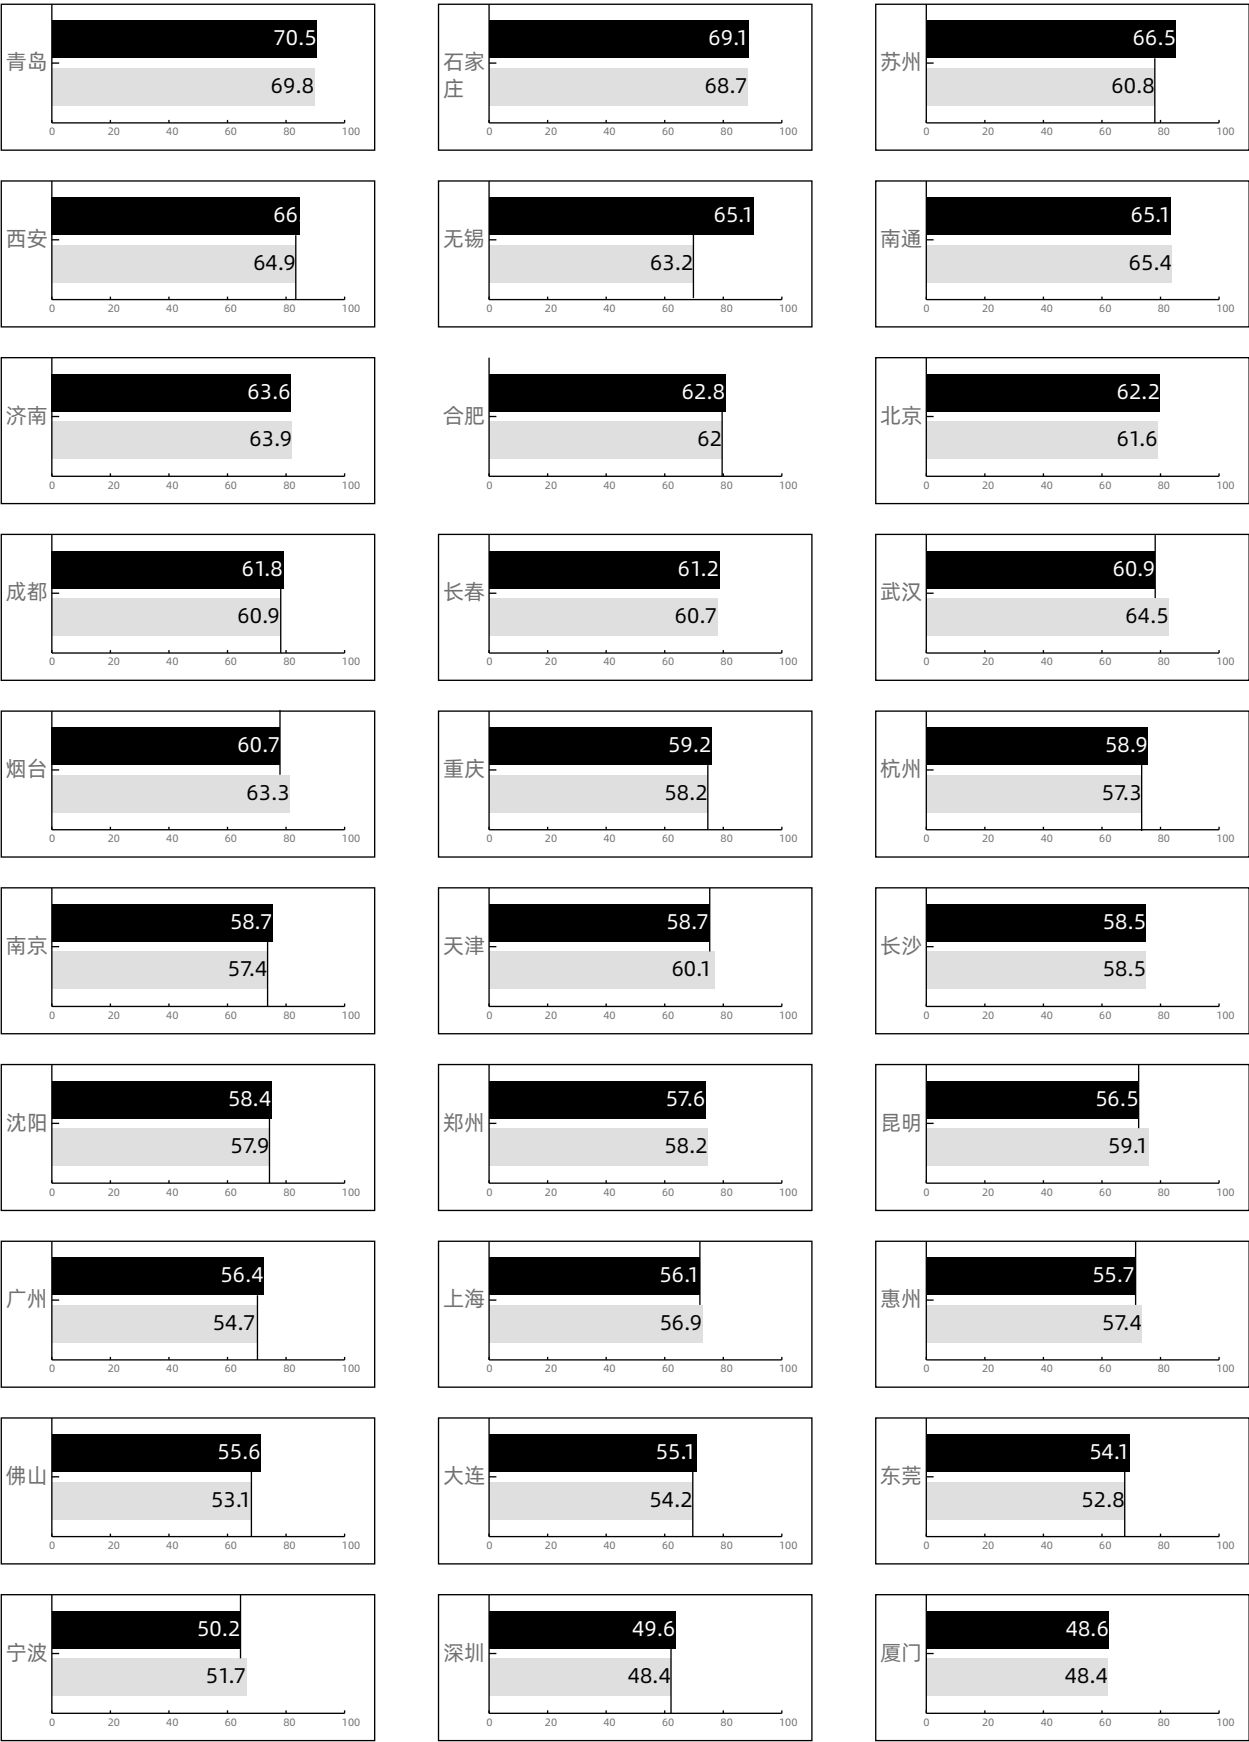 青岛
70.5
69.8
0 20 40 60 80 100
石家
庄
69.1
68.7
0 20 40 60 80 100
苏州
66.5
60.8
0 20 40 60 80 100
西安
66
64.9
0 20 40 60 80 100
无锡
65.1
63.2
0 20 40 60 80 100
南通
65.1
65.4
0 20 40 60 80 100
济南
63.6
63.9
0 20 40 60 80 100
合肥
62.8
62
0 20 40 60 80 100
北京
62.2
61.6
0 20 40 60 80 100
成都
61.8
60.9
0 20 40 60 80 100
长春
61.2
60.7
0 20 40 60 80 100
武汉
60.9
64.5
0 20 40 60 80 100
烟台
60.7
63.3
0 20 40 60 80 100
重庆
59.2
58.2
0 20 40 60 80 100
杭州
58.9
57.3
0 20 40 60 80 100
南京
58.7
57.4
0 20 40 60 80 100
天津
58.7
60.1
0 20 40 60 80 100
长沙
58.5
58.5
0 20 40 60 80 100
沈阳
58.4
57.9
0 20 40 60 80 100
郑州
57.6
58.2
0 20 40 60 80 100
昆明
56.5
59.1
0 20 40 60 80 100
广州
56.4
54.7
0 20 40 60 80 100
上海
56.1
56.9
0 20 40 60 80 100
惠州
55.7
57.4
0 20 40 60 80 100
佛山
55.6
53.1
0 20 40 60 80 100
大连
55.1
54.2
0 20 40 60 80 100
东莞
54.1
52.8
0 20 40 60 80 100
宁波
50.2
51.7
0 20 40 60 80 100
深圳
49.6
48.4
0 20 40 60 80 100
厦门
48.6
48.4
0 20 40 60 80 100